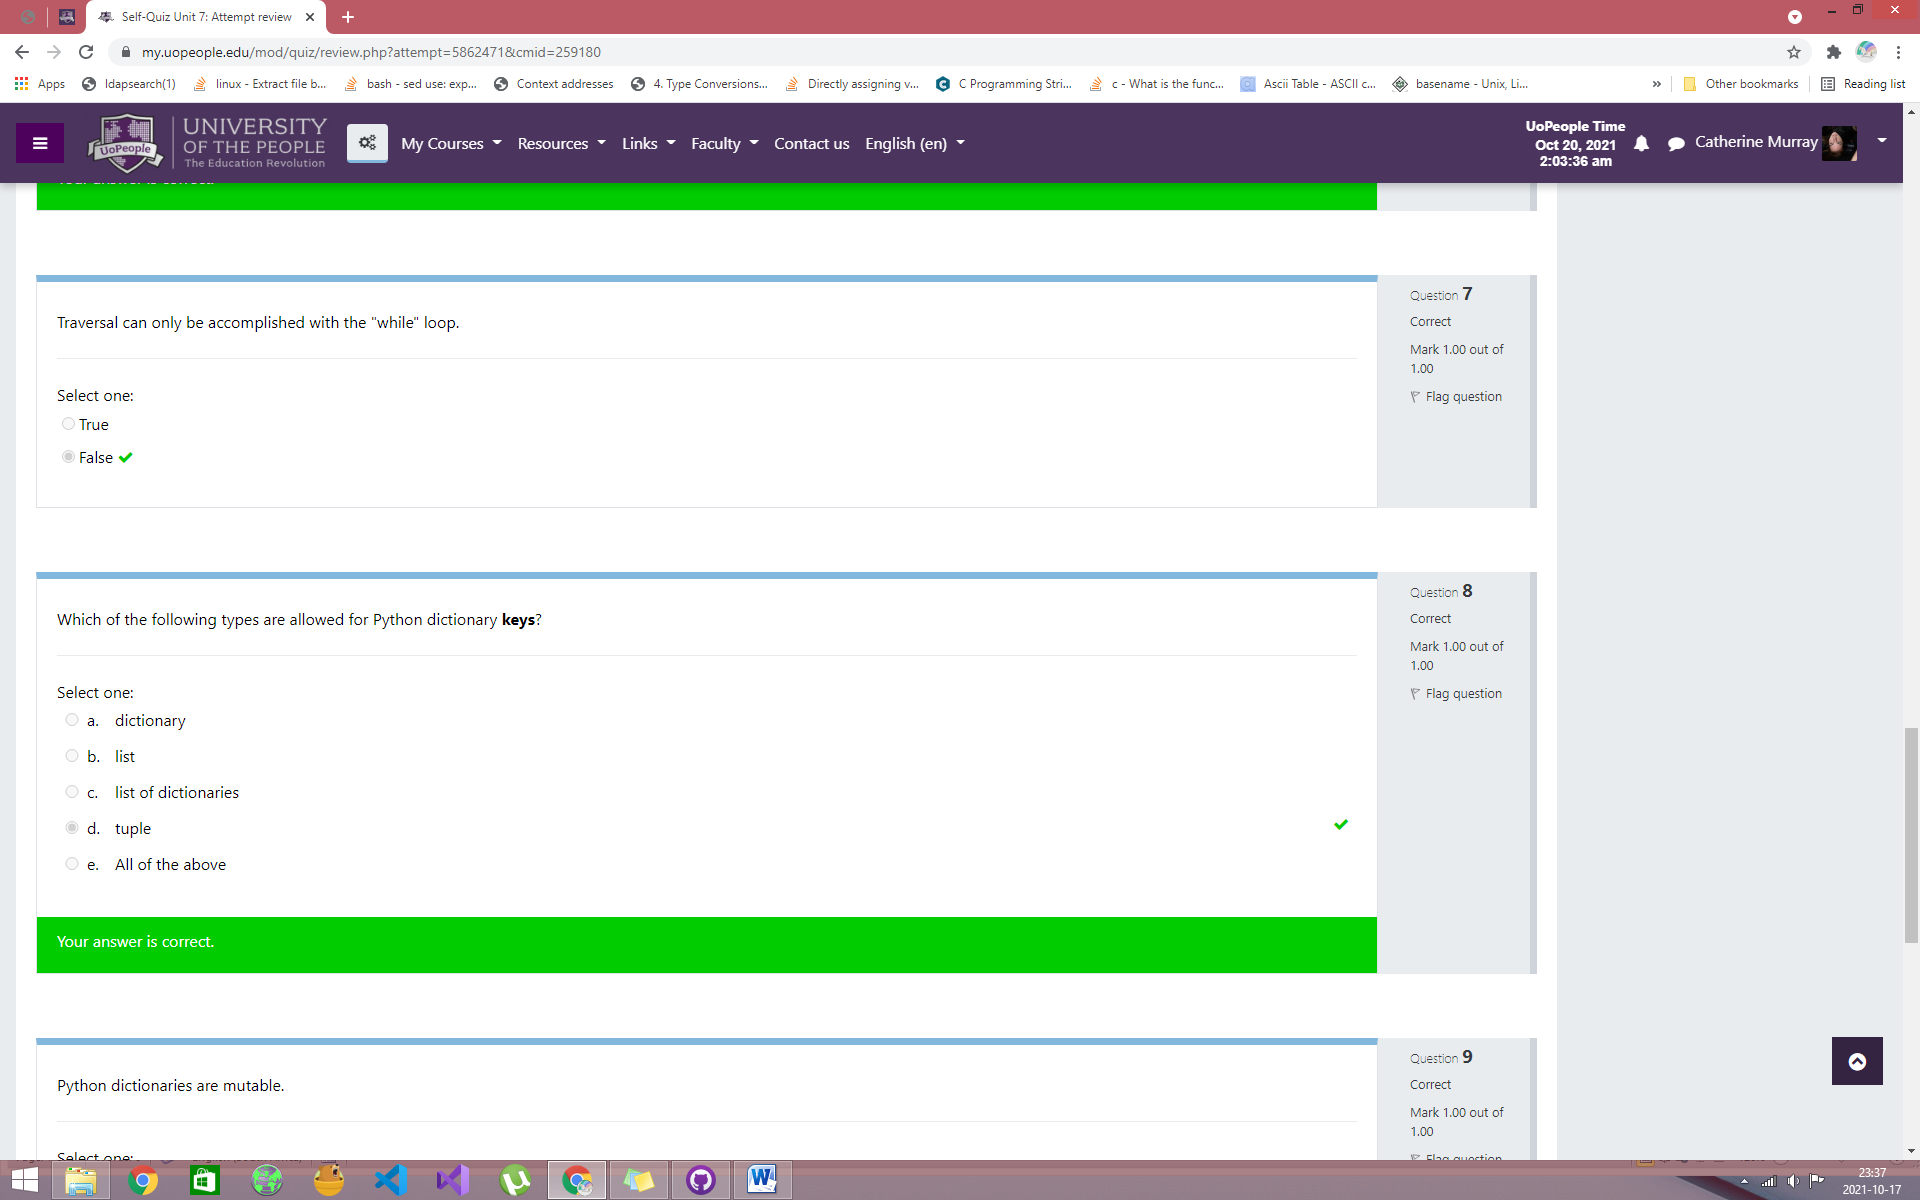 Self-Quiz Unit 7: Attempt review
my.uopeople.edu/mod/quiz/review.php?attempt=5862471&cmid=259180
Apps
ldapsearch(1)
linux - Extract file b...
bash - sed use: exp...
Context addresses
4. Type Conversions...
Directly assigning v...
C Programming Stri...
c - What is the func...
Ascii Table - ASCII c...
basename - Unix, Li...
Other bookmarks
Reading list
UoPeople
UNIVERSITY
OF THE PEOPLE
The Education Revolution
My Courses
Resources
Links
Faculty
Contact us
English (en)
UoPeople Time
Oct 20, 2021
2:03:36 am
Catherine Murray
Traversal can only be accomplished with the "while" loop.
Select one:
True
False
Question 7
Correct
Mark 1.00 out of
1.00
Flag question
Which of the following types are allowed for Python dictionary keys?
Select one:
a. dictionary
b. list
c. list of dictionaries
d. tuple
e. All of the above
Your answer is correct.
Question 8
Correct
Mark 1.00 out of
1.00
Flag question
Python dictionaries are mutable.
Select one:
Question 9
Correct
Mark 1.00 out of
1.00
Flag question
23:37
2021-10-17